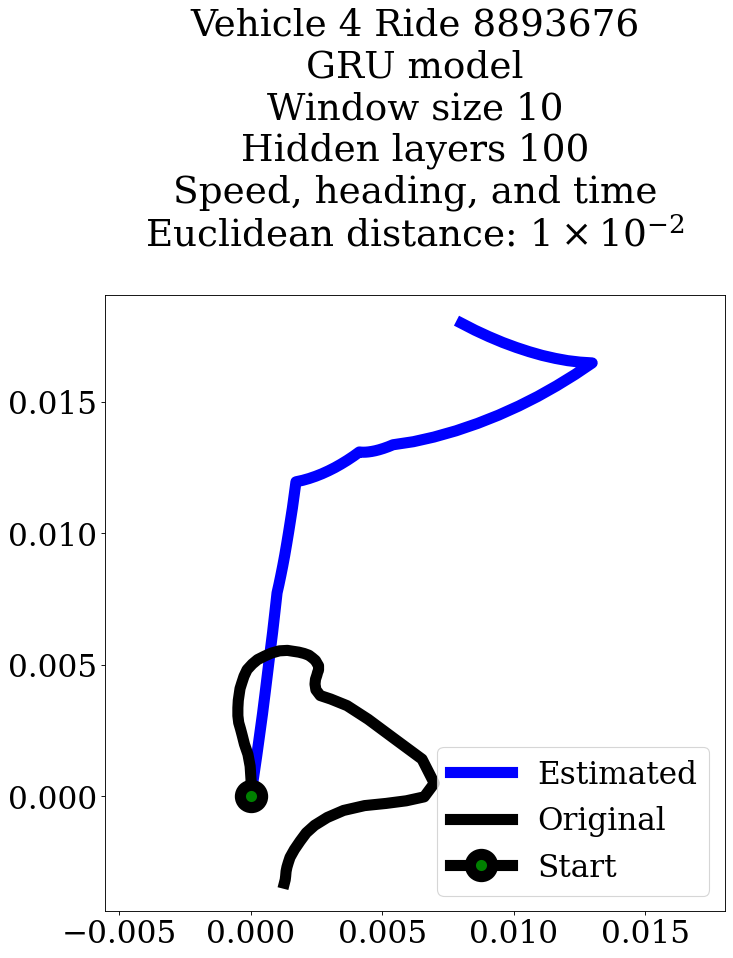 Vehicle 4 Ride 8893676
GRU model
Window size 10
Hidden layers 100
Speed, heading, and time
Euclidean distance: 1 × 10⁻²
0.015
0.010
0.005
0.000
Estimated
Original
Start
−0.005 0.000 0.005 0.010 0.015